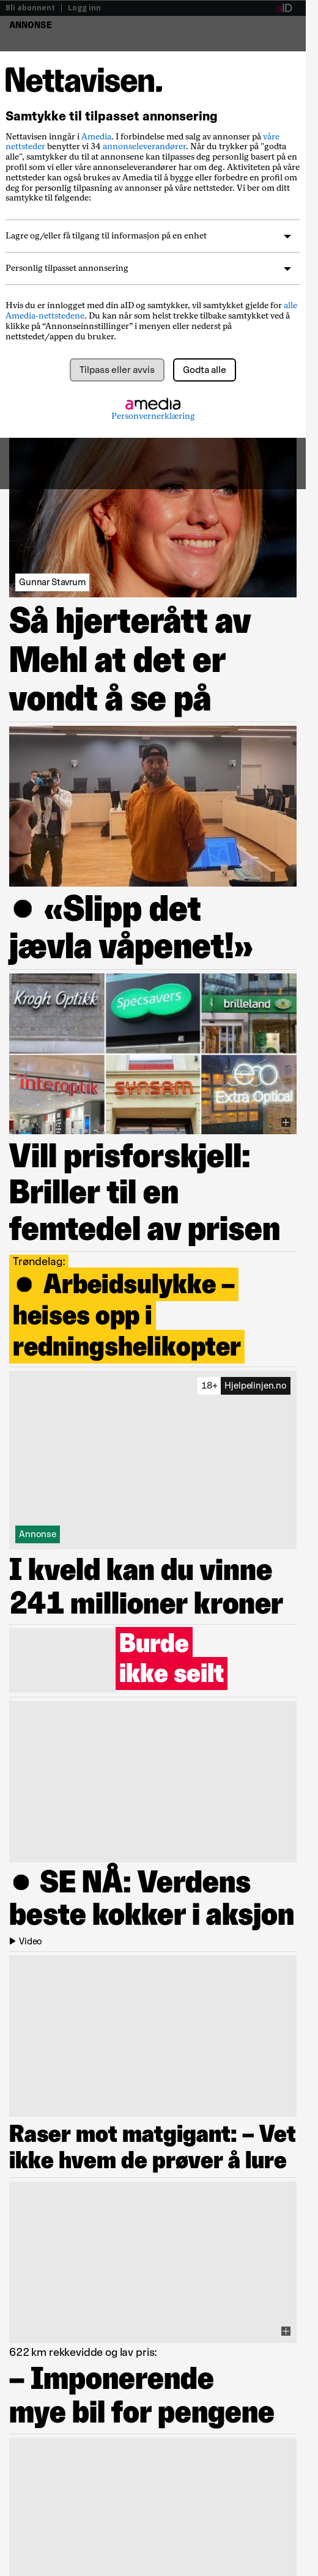 Bli abonnent | Logg inn aID
ANNONSE
Nettavisen.
Samtykke til tilpasset annonsering
Nettavisen inngår i Amedia. I forbindelse med salg av annonser på våre
nettsteder benytter vi 34 annonseleverandører. Når du trykker på "godta
alle", samtykker du til at annonsene kan tilpasses deg personlig basert på en
profil som vi eller våre annonseleverandører har om deg. Aktiviteten på våre
nettsteder kan også brukes av Amedia til å bygge eller forbedre en profil om
deg for personlig tilpasning av annonser på våre nettsteder. Vi ber om ditt
samtykke til følgende:
Lagre og/eller få tilgang til informasjon på en enhet
Personlig tilpasset annonsering
Hvis du er innlogget med din aID og samtykker, vil samtykket gjelde for alle
Amedia-nettstedene. Du kan når som helst trekke tilbake samtykket ved å
klikke på “Annonseinnstillinger” i menyen eller nederst på
nettstedet/appen du bruker.
Tilpass eller avvis Godta alle
amedia
Personvernerklæring
Gunnar Stavrum
Så hjerterått av
Mehl at det er
vondt å se på
● «Slipp det
jævla våpenet!»
Krogh Optikk Specsavers brilleland
interoptik SYNSAM Extra Optical
Vill prisforskjell:
Briller til en
femtedel av prisen
Trøndelag:
● Arbeidsulykke –
heises opp i
redningshelikopter
18+ Hjelpelinjen.no
Annonse
I kveld kan du vinne
241 millioner kroner
Burde
ikke seilt
● SE NÅ: Verdens
beste kokker i aksjon
Video
Raser mot matgigant: – Vet
ikke hvem de prøver å lure
622 km rekkevidde og lav pris:
– Imponerende
mye bil for pengene